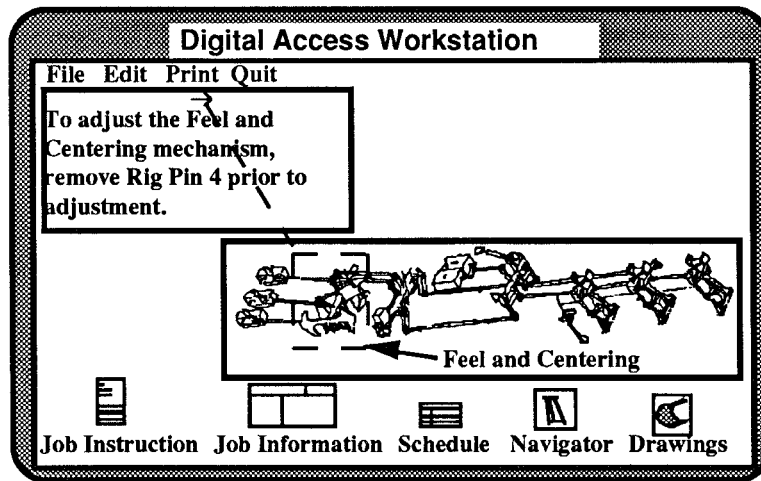 Digital Access Workstation
File Edit Print Quit
To adjust the Feel and
Centering mechanism,
remove Rig Pin 4 prior to
adjustment.
Feel and Centering
Job Instruction Job Information Schedule Navigator Drawings